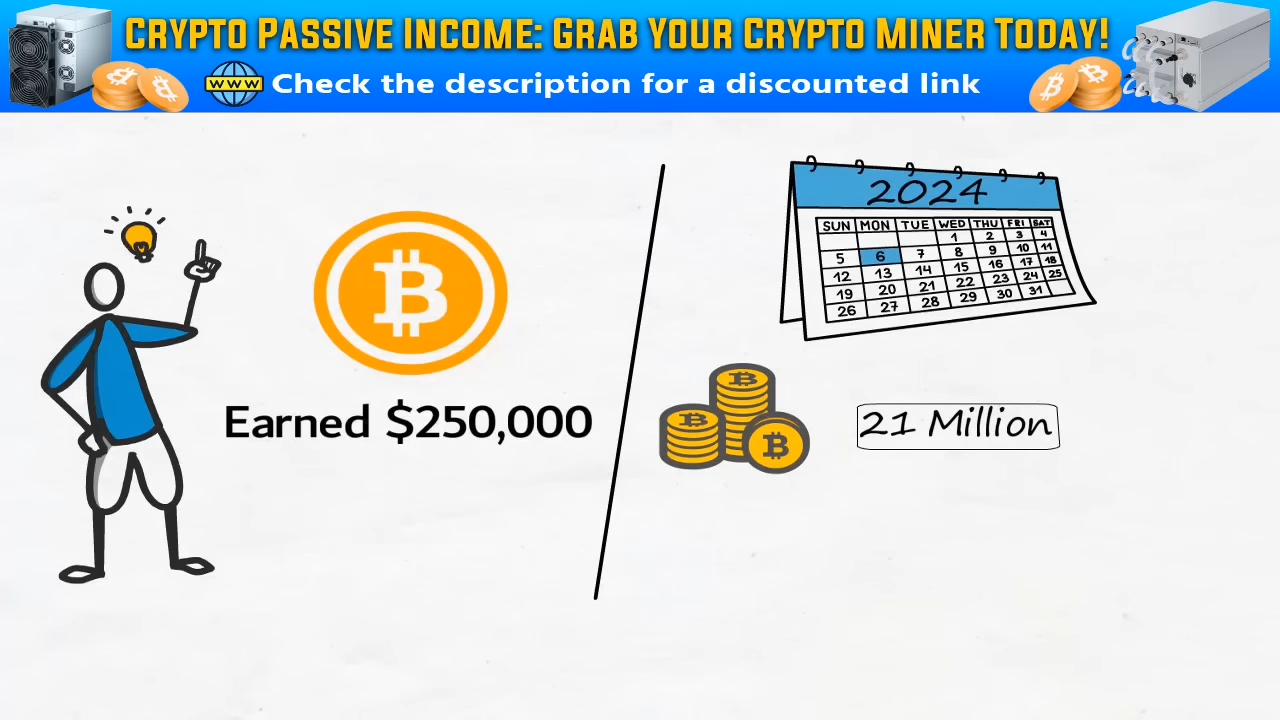 Crypto Passive Income: Grab Your Crypto Miner Today!
WWW Check the description for a discounted link
Earned $250,000
2024
SUN MON TUE WED THU FRI SAT
1 2 3 4
5 6 7 8 9 10 11
12 13 14 15 16 17 18
19 20 21 22 23 24 25
26 27 28 29 30 31
21 Million